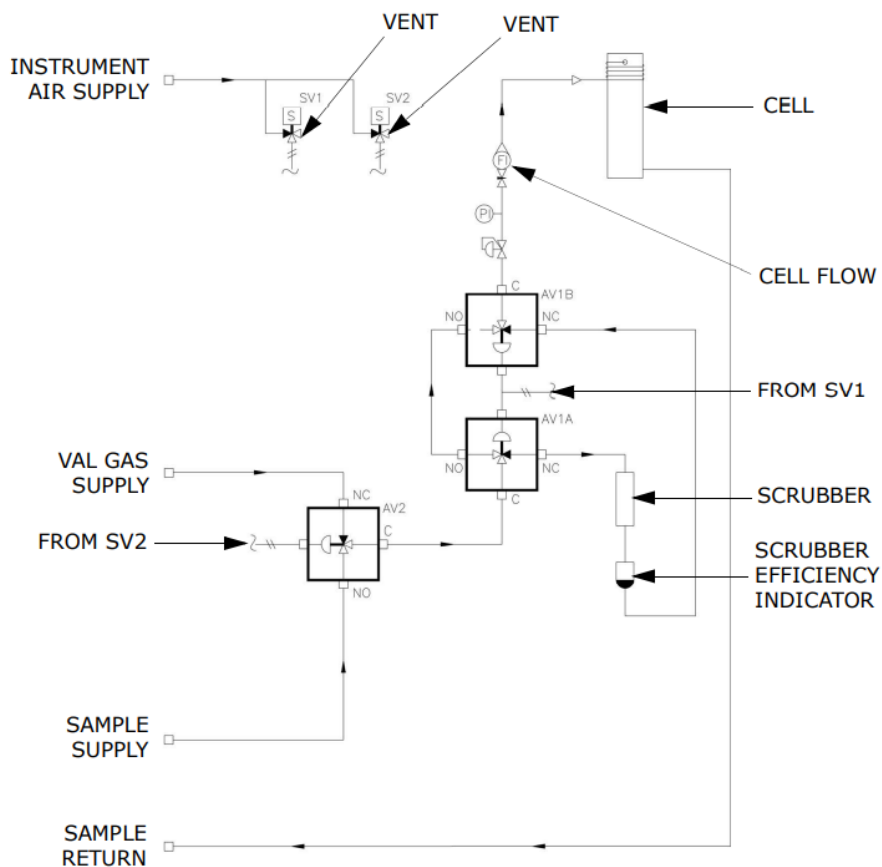 VENT
VENT
INSTRUMENT
AIR SUPPLY
SV1
S
SV2
S
CELL
FI
PI
CELL FLOW
C
AV1B
NO
NC
FROM SV1
AV1A
NO
NC
C
VAL GAS
SUPPLY
NC
AV2
SCRUBBER
FROM SV2
C
SCRUBBER
EFFICIENCY
INDICATOR
NO
SAMPLE
SUPPLY
SAMPLE
RETURN